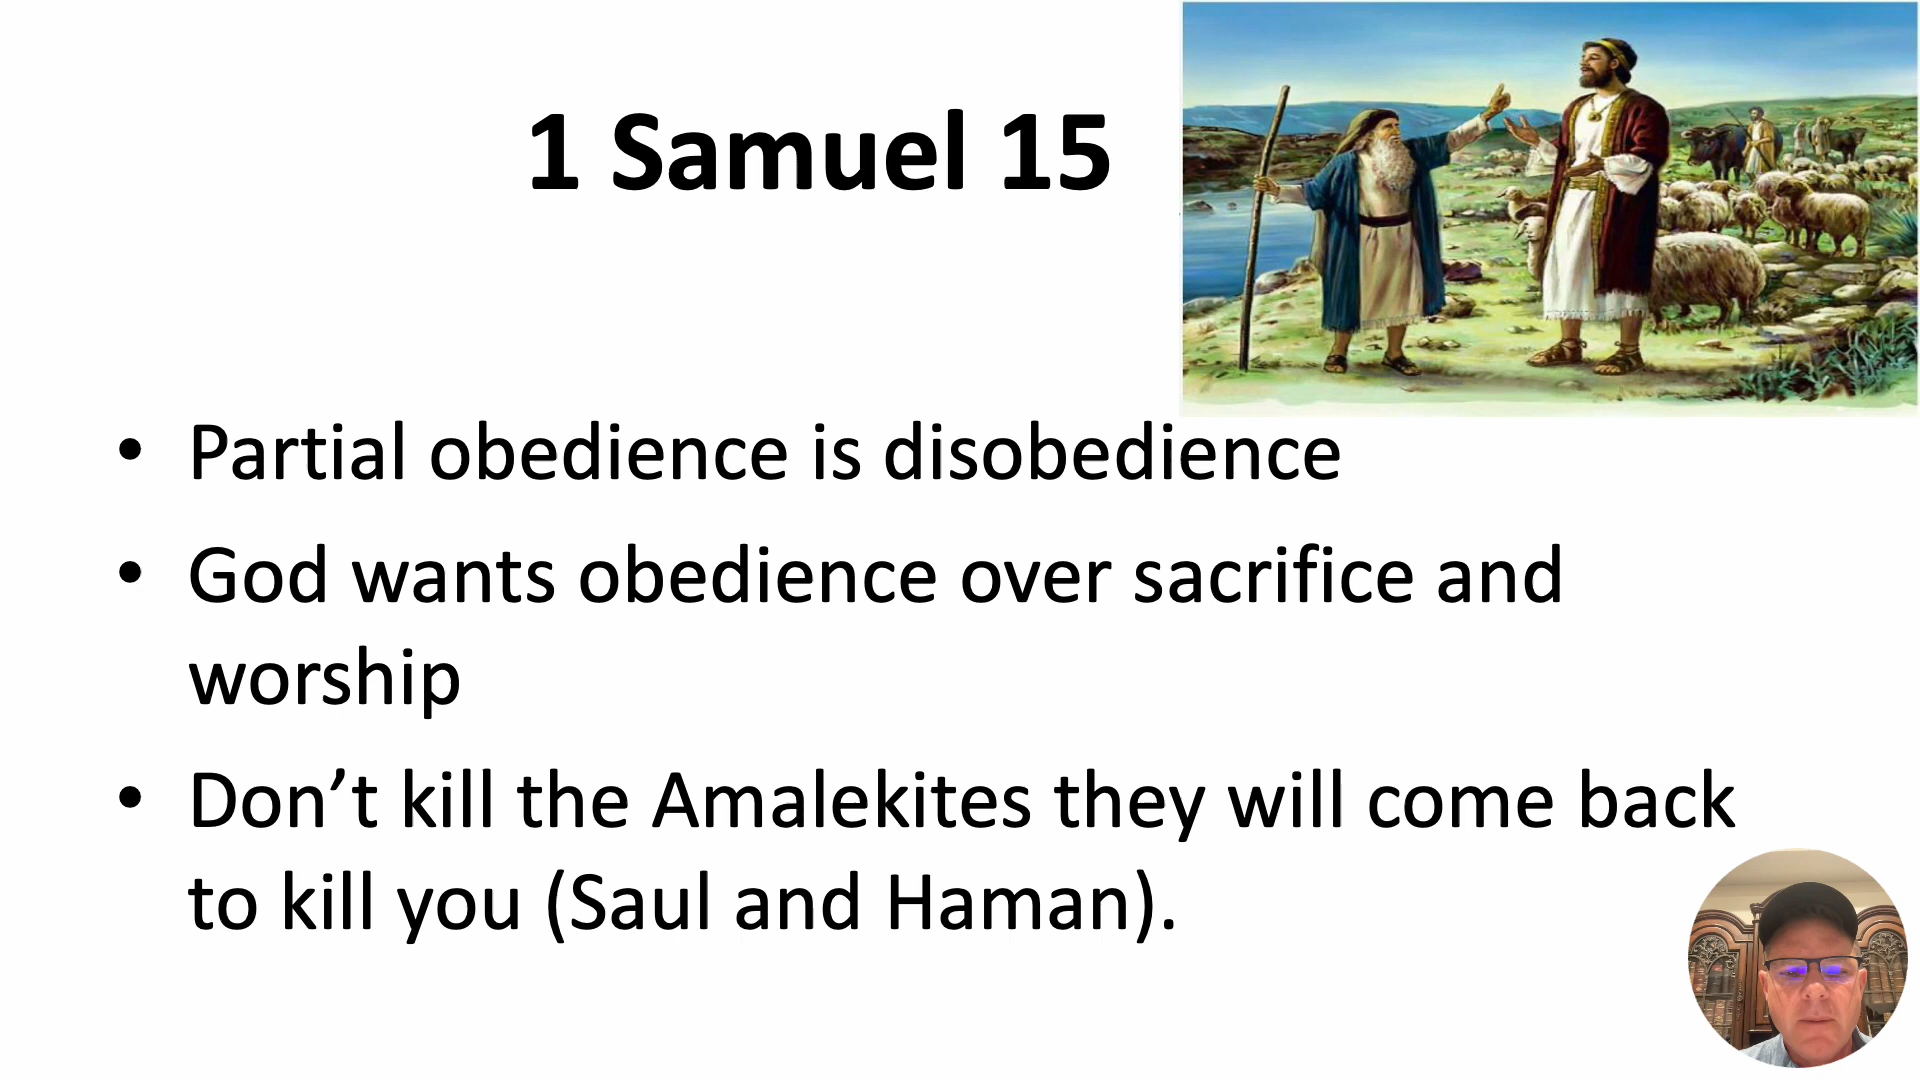 1 Samuel 15
• Partial obedience is disobedience
• God wants obedience over sacrifice and
worship
• Don’t kill the Amalekites they will come back
to kill you (Saul and Haman).